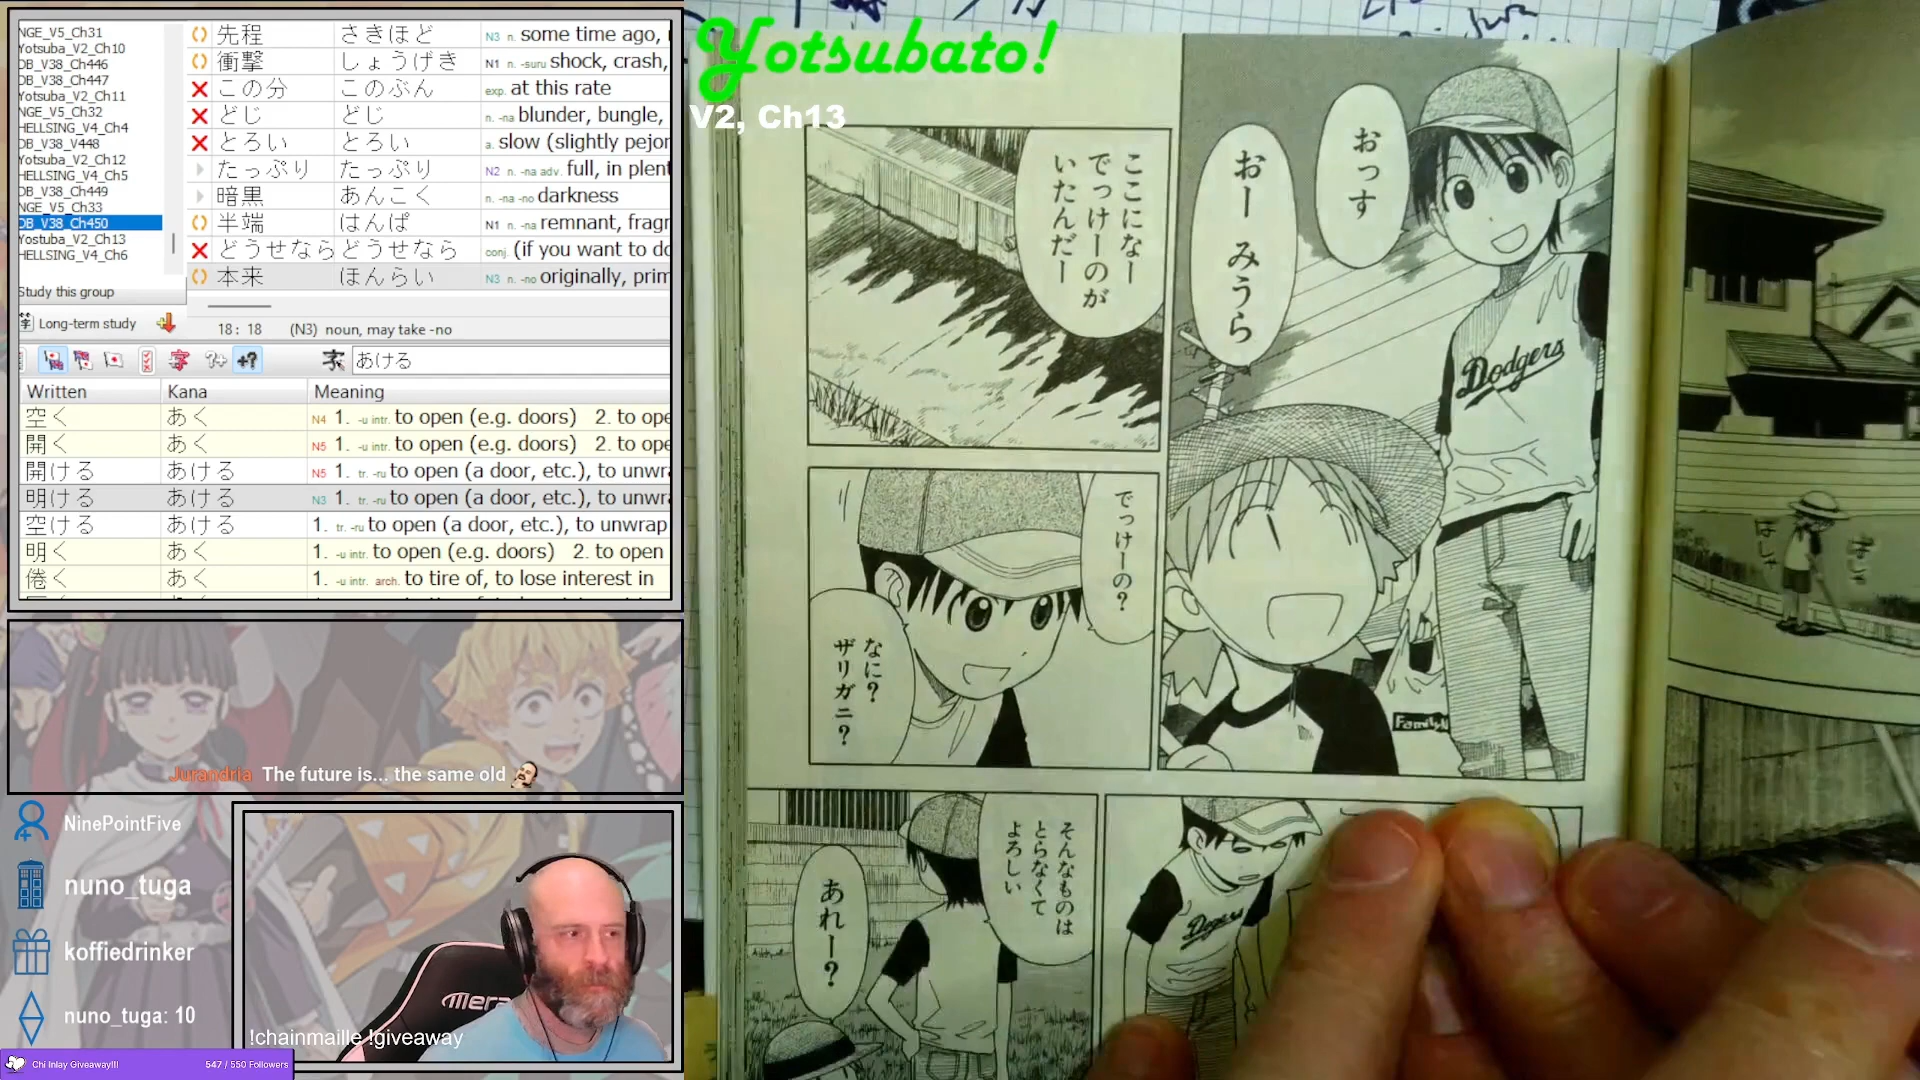 NGE_V5_Ch31
Yotsuba_V2_Ch10
DB_V38_Ch446
DB_V38_Ch447
Yotsuba_V2_Ch11
NGE_V5_Ch32
HELLSING_V4_Ch4
DB_V38_V448
Yotsuba_V2_Ch12
HELLSING_V4_Ch5
DB_V38_Ch449
NGE_V5_Ch33
DB_V38_Ch450
Yostuba_V2_Ch13
HELLSING_V4_Ch6
Study this group
Long-term study
先程 さきほど N3 n. some time ago,
衝撃 しょうげき N1 n. -suru shock, crash,
この分 このぶん exp. at this rate
どじ どじ n. -na blunder, bungle,
とろい とろい a. slow (slightly pejor
たっぷり たっぷり N2 n. -na adv. full, in plent
暗黒 あんこく n. -na -no darkness
半端 はんぱ N1 n. -na remnant, fragr
どうせなら どうせなら conj. (if you want to do
本来 ほんらい N3 n. -no originally, prim
18: 18 (N3) noun, may take -no
あける
Written Kana Meaning
空く あく N4 1. -u intr. to open (e.g. doors) 2. to ope
開く あく N5 1. -u intr. to open (e.g. doors) 2. to ope
開ける あける N5 1. tr. -ru to open (a door, etc.), to unwra
明ける あける N3 1. tr. -ru to open (a door, etc.), to unwra
空ける あける 1. tr. -ru to open (a door, etc.), to unwrap
明く あく 1. -u intr. to open (e.g. doors) 2. to open
倦く あく 1. -u intr. arch. to tire of, to lose interest in
Jurandria The future is... the same old
NinePointFive
nuno_tuga
koffiedrinker
nuno_tuga: 10
!chainmaille !giveaway
Chi Inlay Giveaway!!! 547 / 550 Followers
Yotsubato!
V2, Ch13
おっす
おー みうら
Dodgers
Family
ここになー
でっけーのが
いたんだー
でっけーの?
なに?
ザリガニ?
そんなものは
とらなくて
よろしい
あれー?